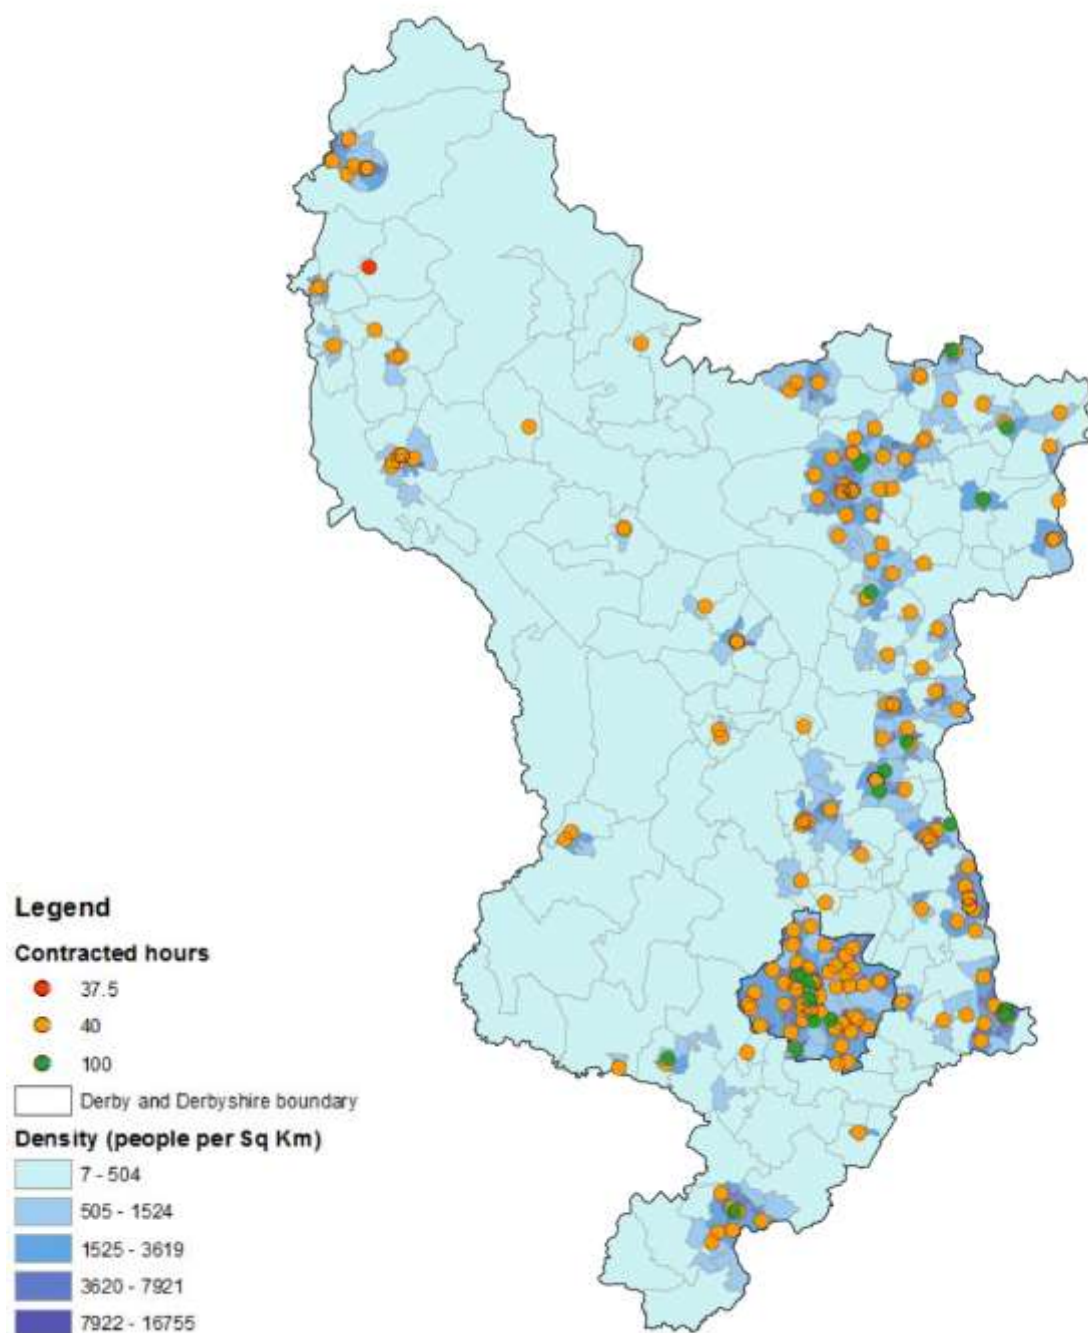 Legend
Contracted hours
37.5
40
100
Derby and Derbyshire boundary
Density (people per Sq Km)
7 - 504
505 - 1524
1525 - 3619
3620 - 7921
7922 - 16755